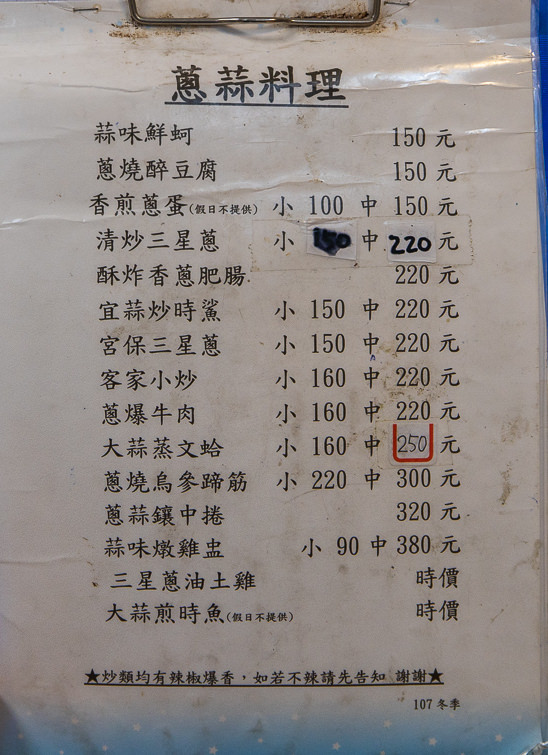 蔥蒜料理
蒜味鮮蚵 150 元
蔥燒醉豆腐 150 元
香煎蔥蛋(假日不提供) 小 100 中 150 元
清炒三星蔥 小 150 中 220 元
酥炸香蔥肥腸 220 元
宜蒜炒時鯊 小 150 中 220 元
宮保三星蔥 小 150 中 220 元
客家小炒 小 160 中 220 元
蔥爆牛肉 小 160 中 220 元
大蒜蒸文蛤 小 160 中 250 元
蔥燒烏參蹄筋 小 220 中 300 元
蔥蒜鑲中捲 320 元
蒜味燉雞盅 小 90 中 380 元
三星蔥油土雞 時價
大蒜煎時魚(假日不提供) 時價
★炒類均有辣椒爆香，如若不辣請先告知 謝謝★
107 冬季